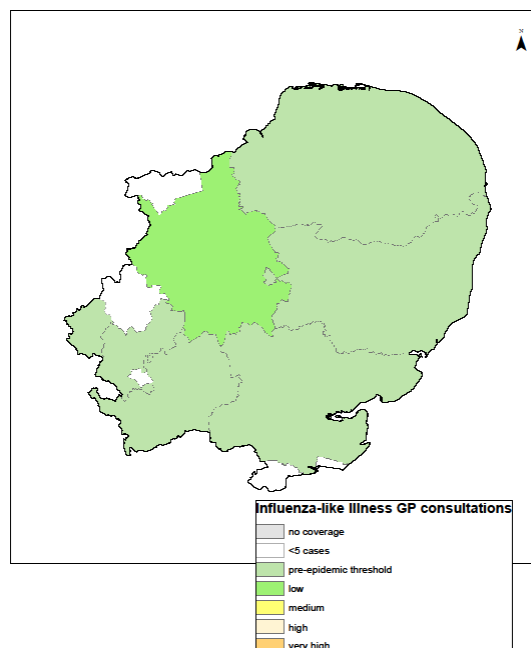 N
Influenza-like Illness GP consultations
no coverage
<5 cases
pre-epidemic threshold
low
medium
high
very high